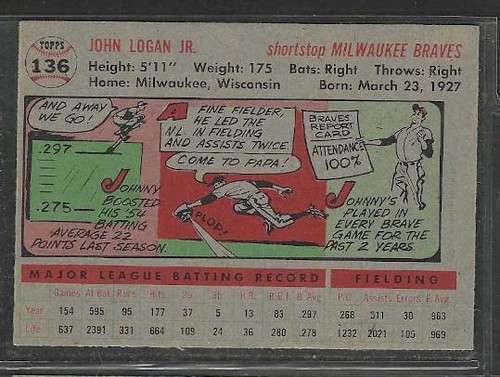 TOPPS
136
JOHN LOGAN JR.
shortstop MILWAUKEE BRAVES
Height: 5'11" Weight: 175 Bats: Right Throws: Right
Home: Milwaukee, Wisconsin Born: March 23, 1927
AND AWAY
WE GO!
.297
.275
JOHNNY
BOOSTED
HIS '54
BATTING
AVERAGE 22
POINTS LAST SEASON.
A FINE FIELDER,
HE LED THE
N.L. IN FIELDING
AND ASSISTS TWICE.
COME TO PAPA!
PLOP!
BRAVES
REPORT
CARD
ATTENDANCE
100%
JOHNNY'S
PLAYED IN
EVERY BRAVE
GAME FOR THE
PAST 2 YEARS.
MAJOR LEAGUE BATTING RECORD FIELDING
Games At Bat Runs Hits 2b 3b H.R. R.B.I. B. Avg. P.O. Assists Errors F. Avg.
Year 154 595 95 177 37 5 13 83 .297 268 511 30 .963
Life 637 2391 331 664 109 24 36 280 .278 1232 2021 105 .969